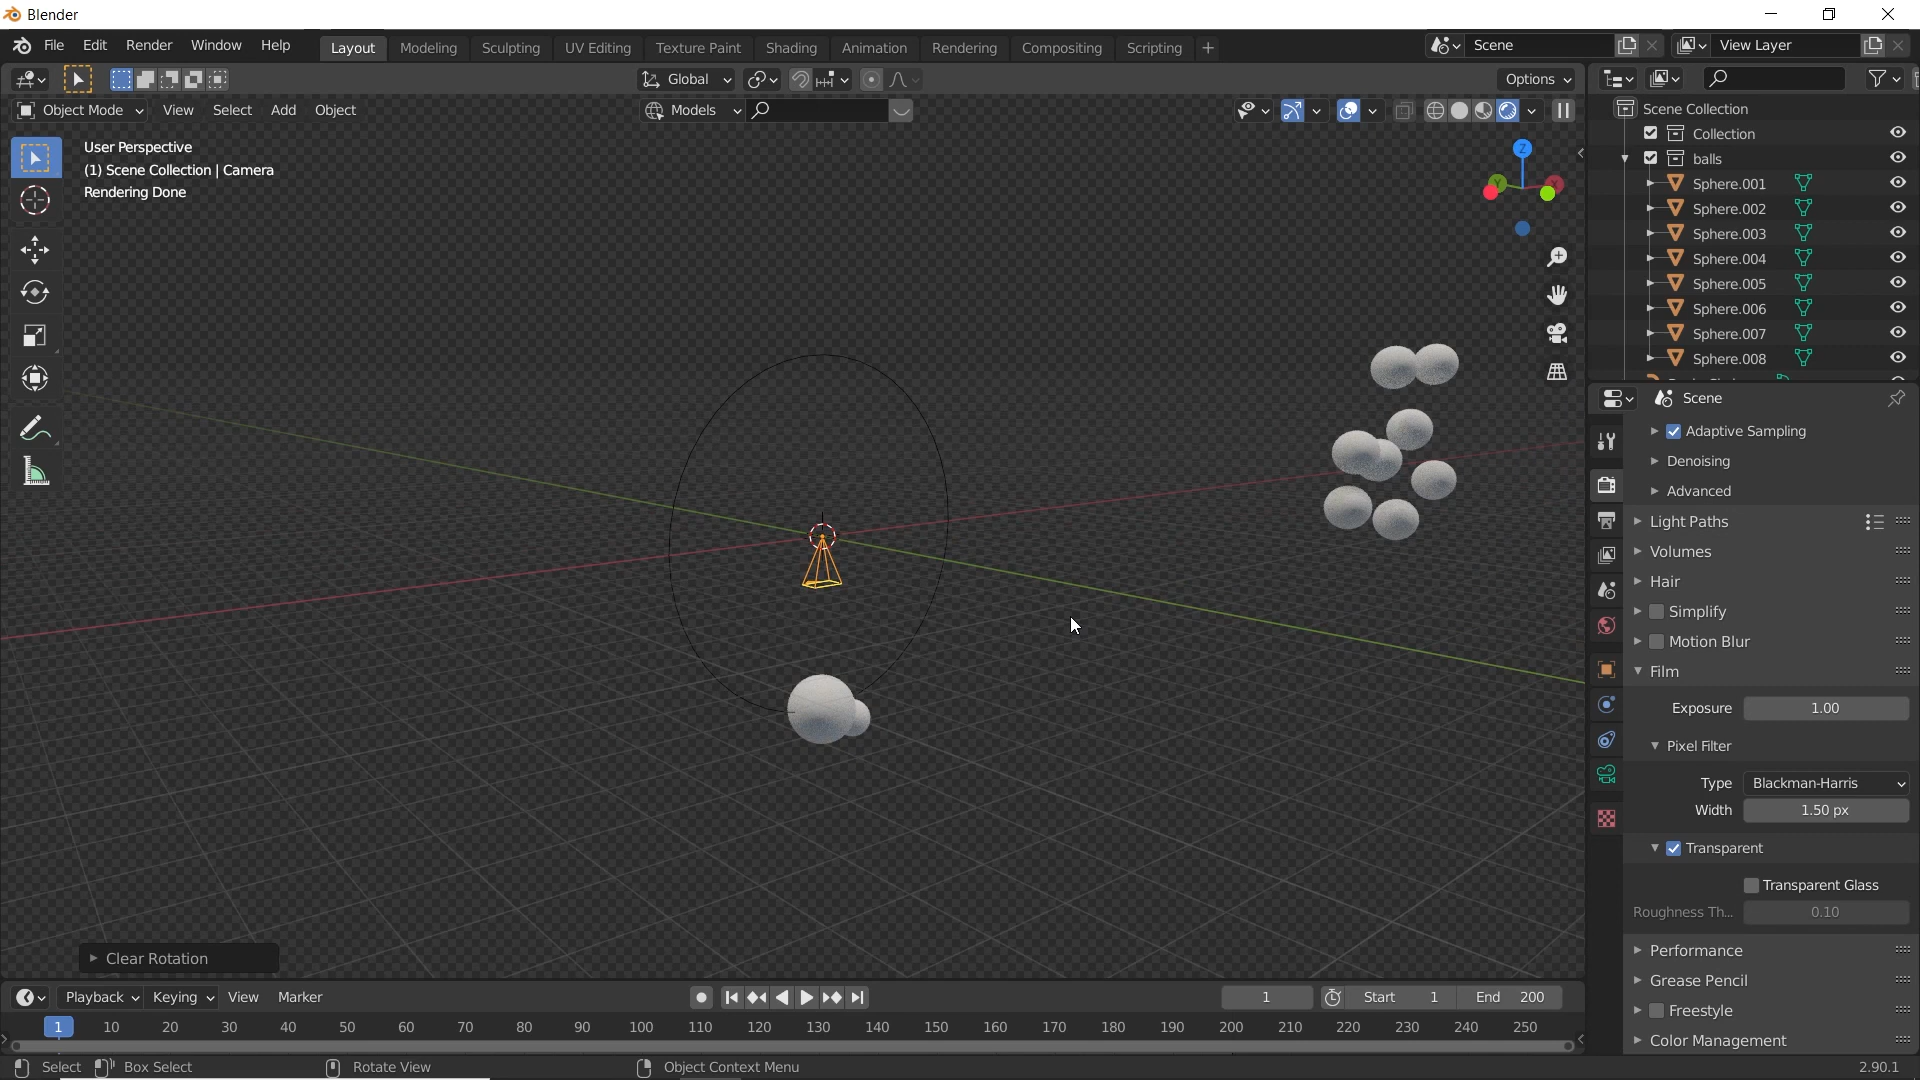 Blender
File Edit Render Window Help Layout Modeling Sculpting UV Editing Texture Paint Shading Animation Rendering Compositing Scripting + Scene View Layer
Global Options
Object Mode View Select Add Object Models
User Perspective
(1) Scene Collection | Camera
Rendering Done
Z
Y
Scene Collection
Collection
balls
Sphere.001
Sphere.002
Sphere.003
Sphere.004
Sphere.005
Sphere.006
Sphere.007
Sphere.008
Scene
Adaptive Sampling
Denoising
Advanced
Light Paths
Volumes
Hair
Simplify
Motion Blur
Film
Exposure 1.00
Pixel Filter
Type Blackman-Harris
Width 1.50 px
Transparent
Transparent Glass
Roughness Th... 0.10
Performance
Grease Pencil
Freestyle
Color Management
Clear Rotation
Playback Keying View Marker 1 Start 1 End 200
1 10 20 30 40 50 60 70 80 90 100 110 120 130 140 150 160 170 180 190 200 210 220 230 240 250
Select Box Select Rotate View Object Context Menu 2.90.1